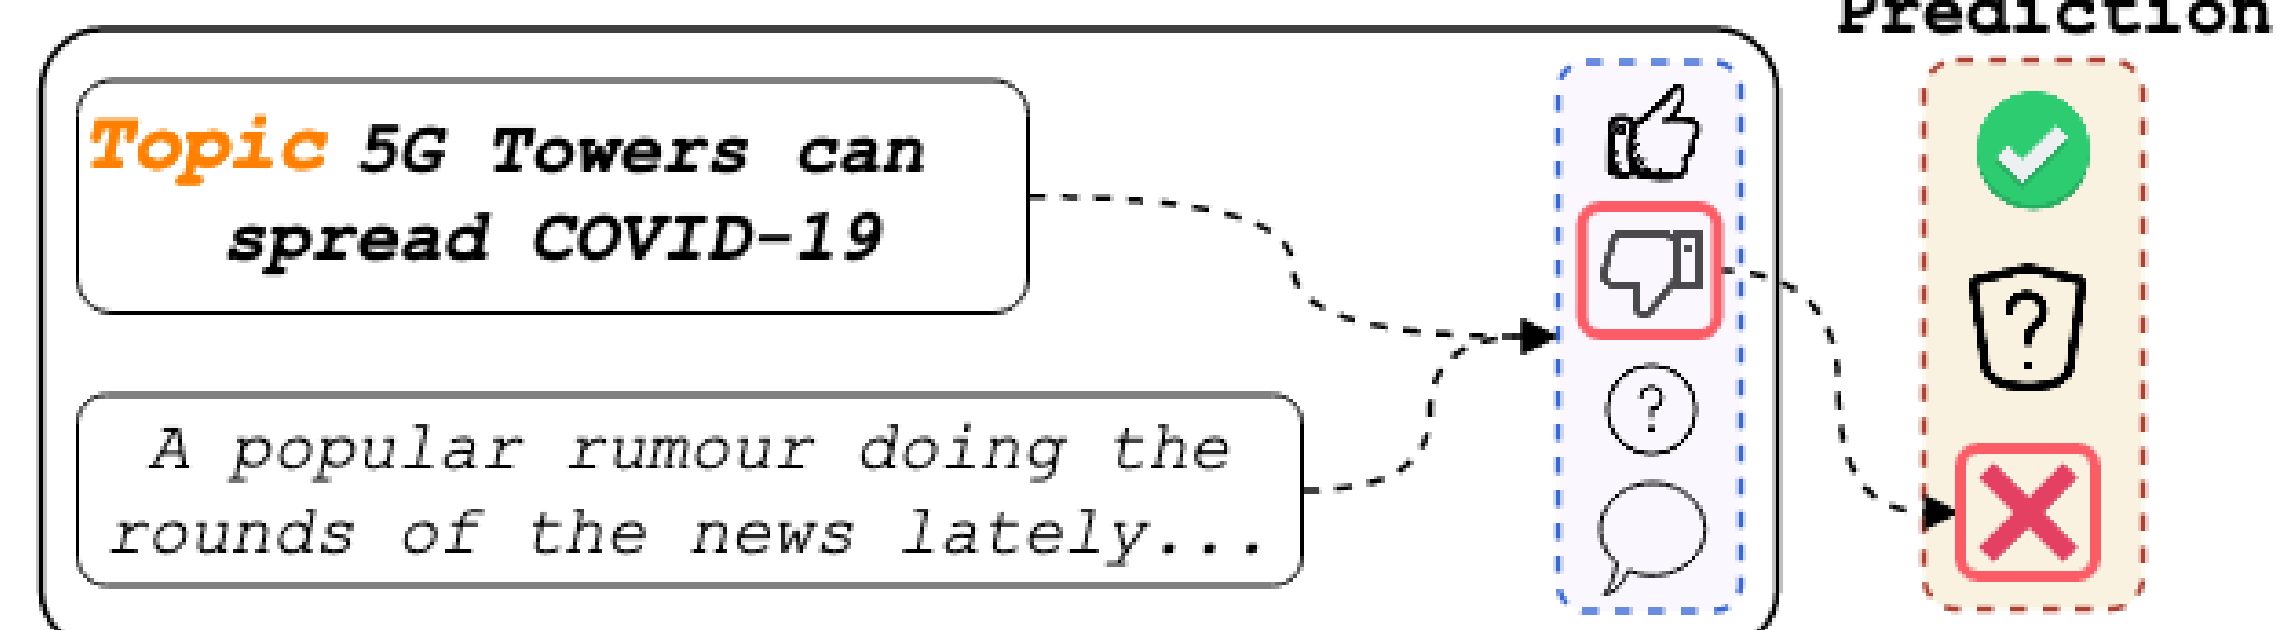 Prediction
Topic 5G Towers can
spread COVID-19
A popular rumour doing the
rounds of the news lately...
?
?